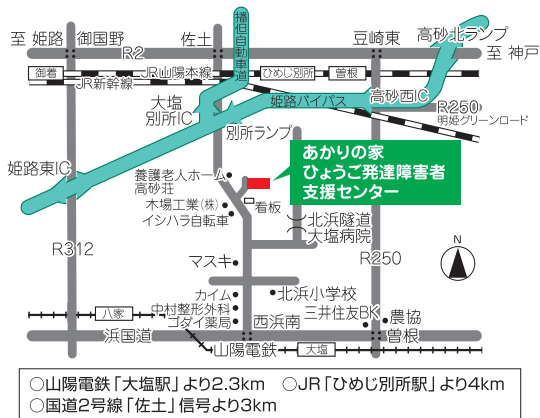 播但自動車道
高砂北ランプ
至 姫路
御国野
佐土
豆崎東
至 神戸
R2
御着
JR山陽本線
ひめじ別所
曽根
JR新幹線
大塩
別所IC
姫路バイパス
高砂西IC
R250
明姫グリーンロード
別所ランプ
姫路東IC
あかりの家
ひょうご発達障害者
支援センター
養護老人ホーム
高砂荘
木場工業(株)
看板
イシハラ自転車
北浜隧道
大塩病院
R312
マスキ
R250
N
カイム
北浜小学校
中村整形外科
三井住友BK
農協
八家
ゴダイ薬局
西浜南
浜国道
曽根
山陽電鉄
大塩
○山陽電鉄「大塩駅」より2.3km ○JR「ひめじ別所駅」より4km
○国道2号線「佐土」信号より3km